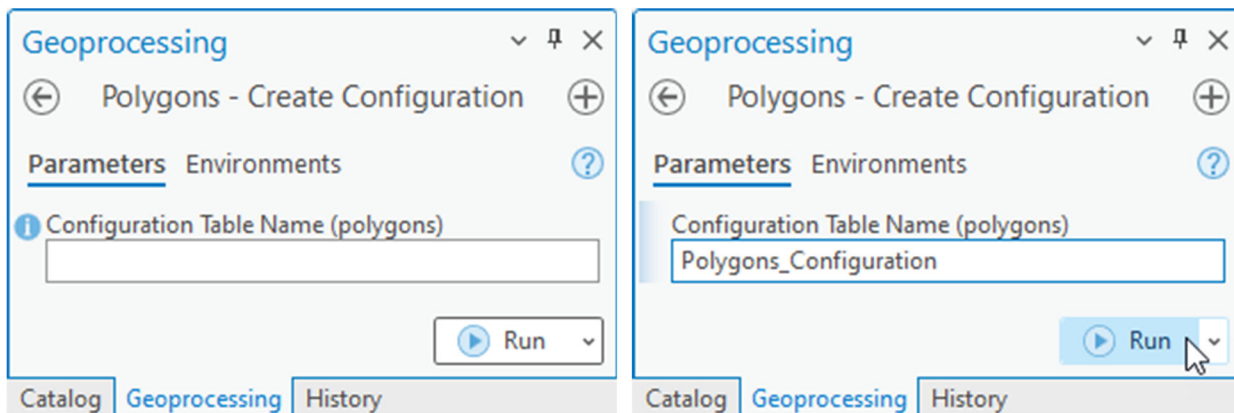 Geoprocessing
Polygons - Create Configuration
Parameters Environments
Configuration Table Name (polygons)
Run
Catalog Geoprocessing History
Geoprocessing
Polygons - Create Configuration
Parameters Environments
Configuration Table Name (polygons)
Polygons_Configuration
Run
Catalog Geoprocessing History